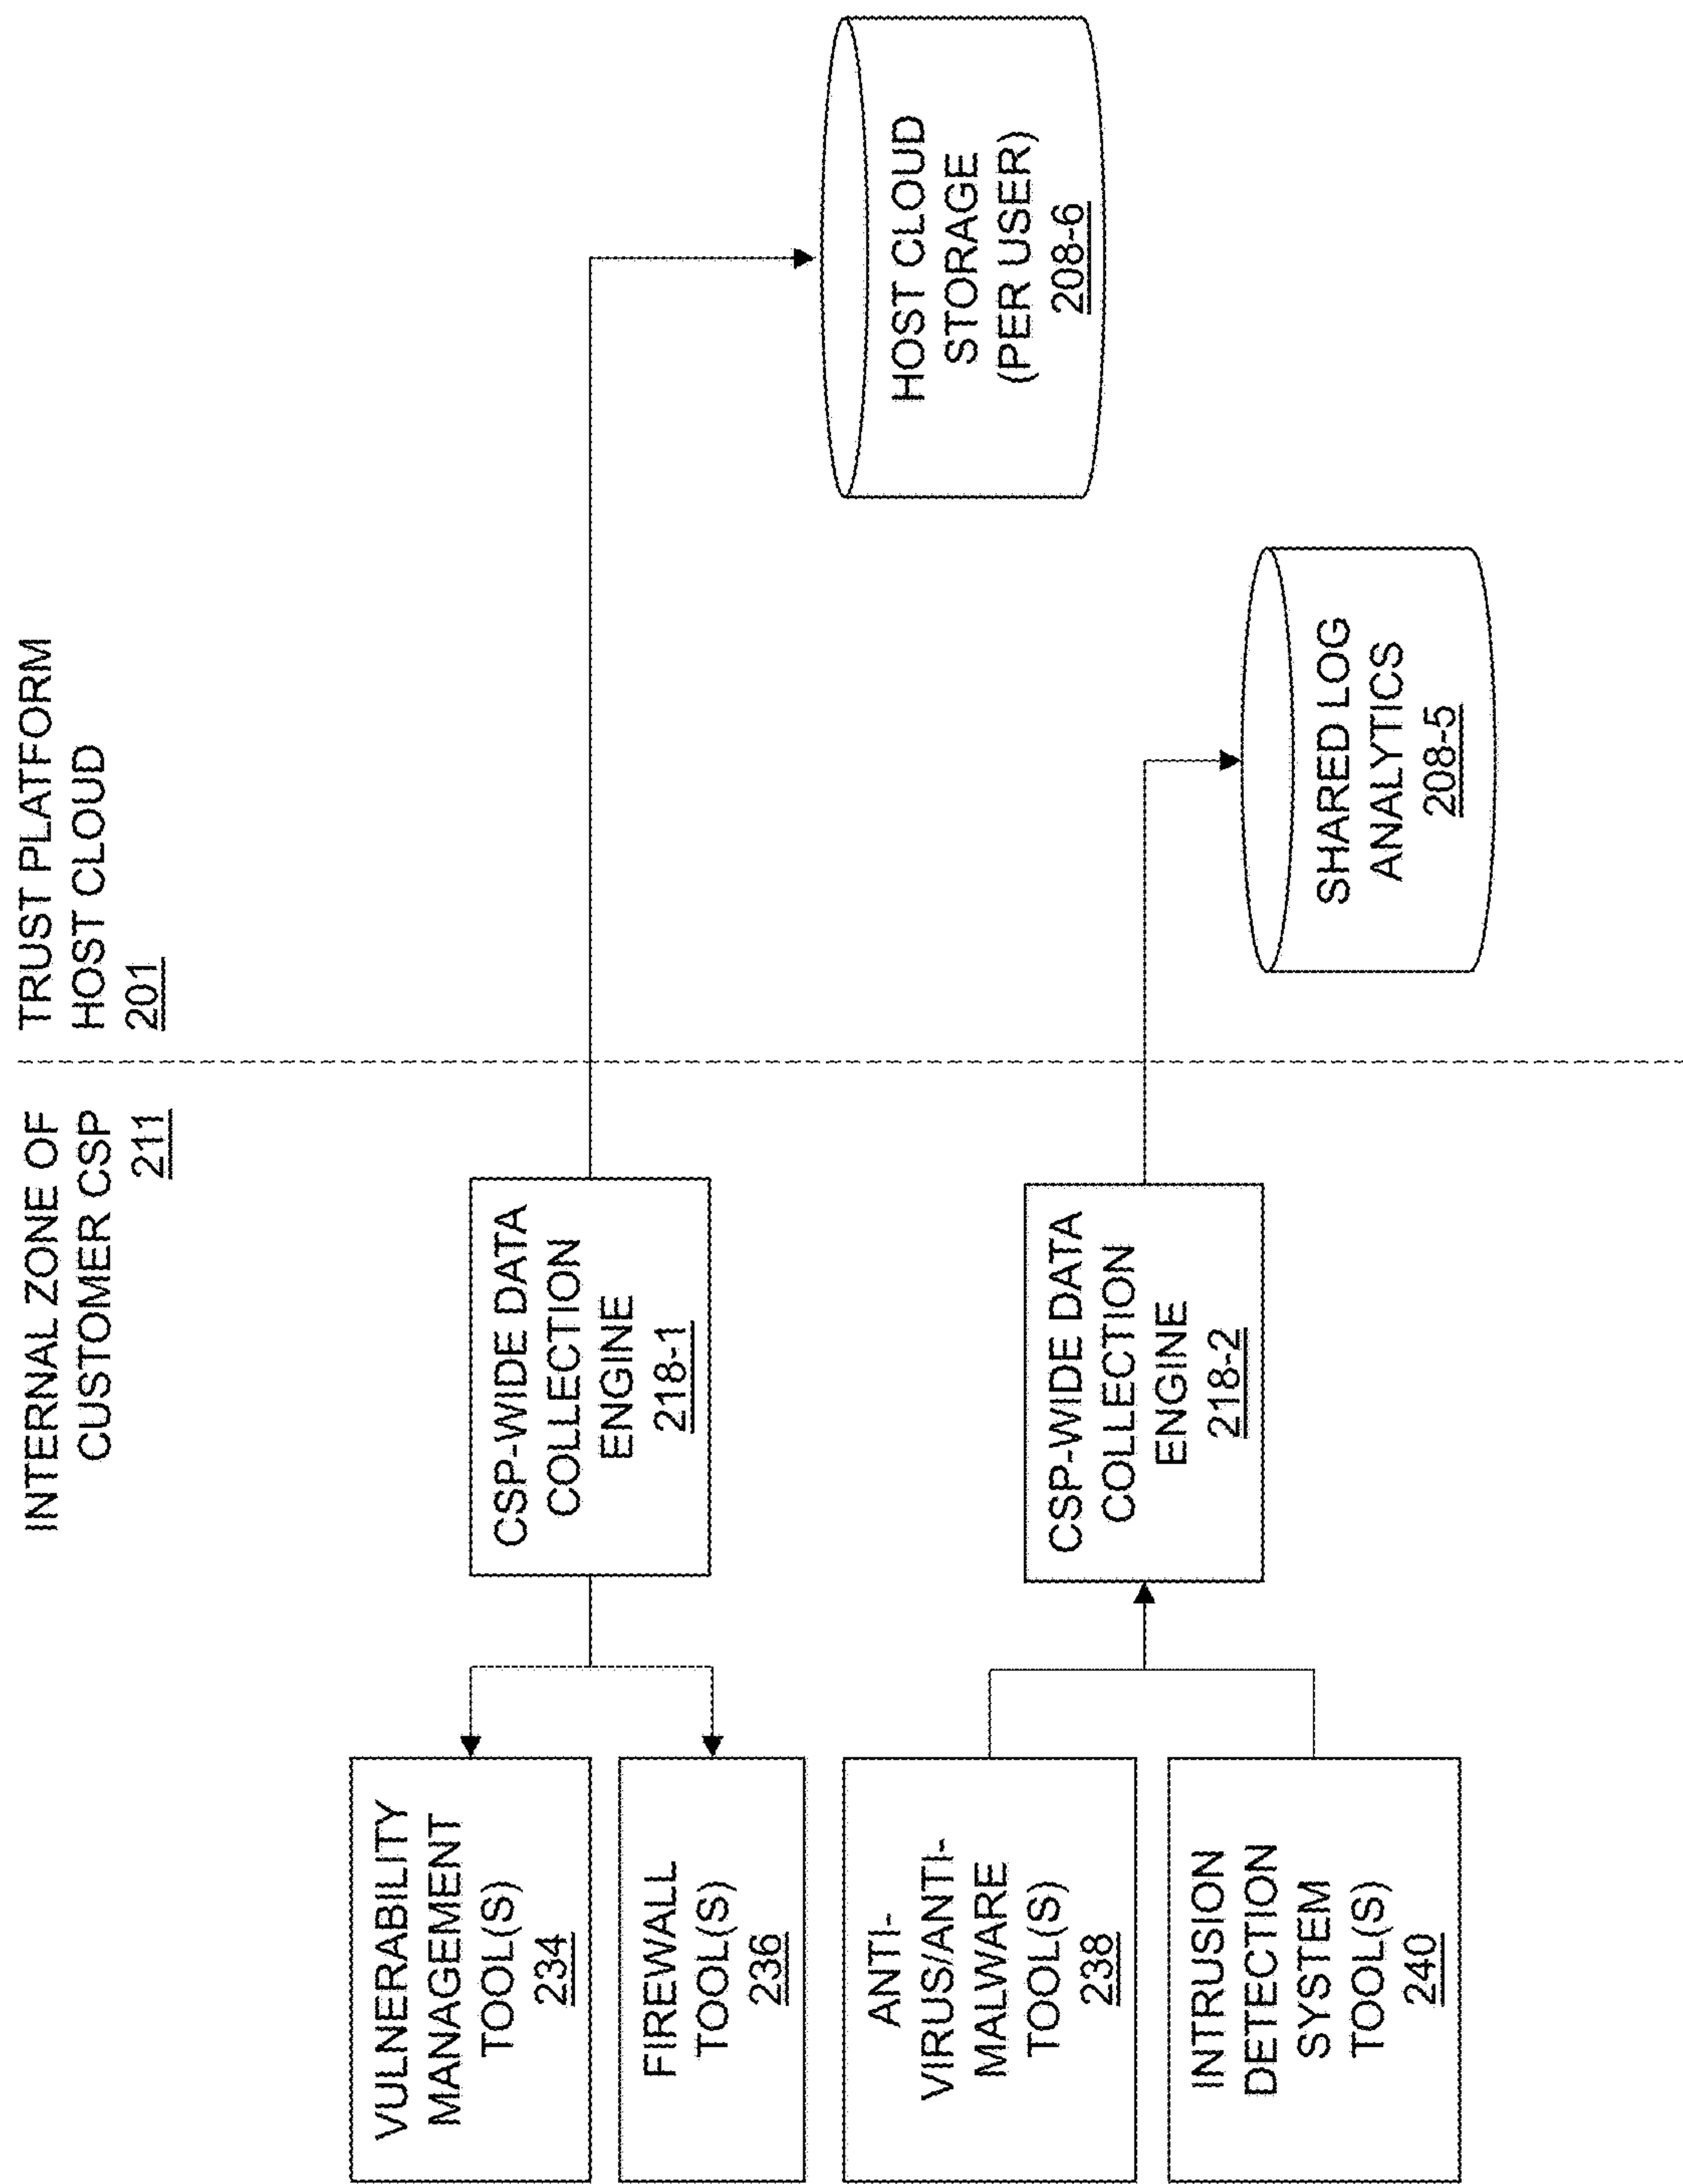 INTERNAL ZONE OF
CUSTOMER CSP
211
TRUST PLATFORM
HOST CLOUD
201
VULNERABILITY
MANAGEMENT
TOOL(S)
234
FIREWALL
TOOL(S)
236
CSP-WIDE DATA
COLLECTION
ENGINE
218-1
HOST CLOUD
STORAGE
(PER USER)
208-6
ANTI-
VIRUS/ANTI-
MALWARE
TOOL(S)
238
INTRUSION
DETECTION
SYSTEM
TOOL(S)
240
CSP-WIDE DATA
COLLECTION
ENGINE
218-2
SHARED LOG
ANALYTICS
208-5